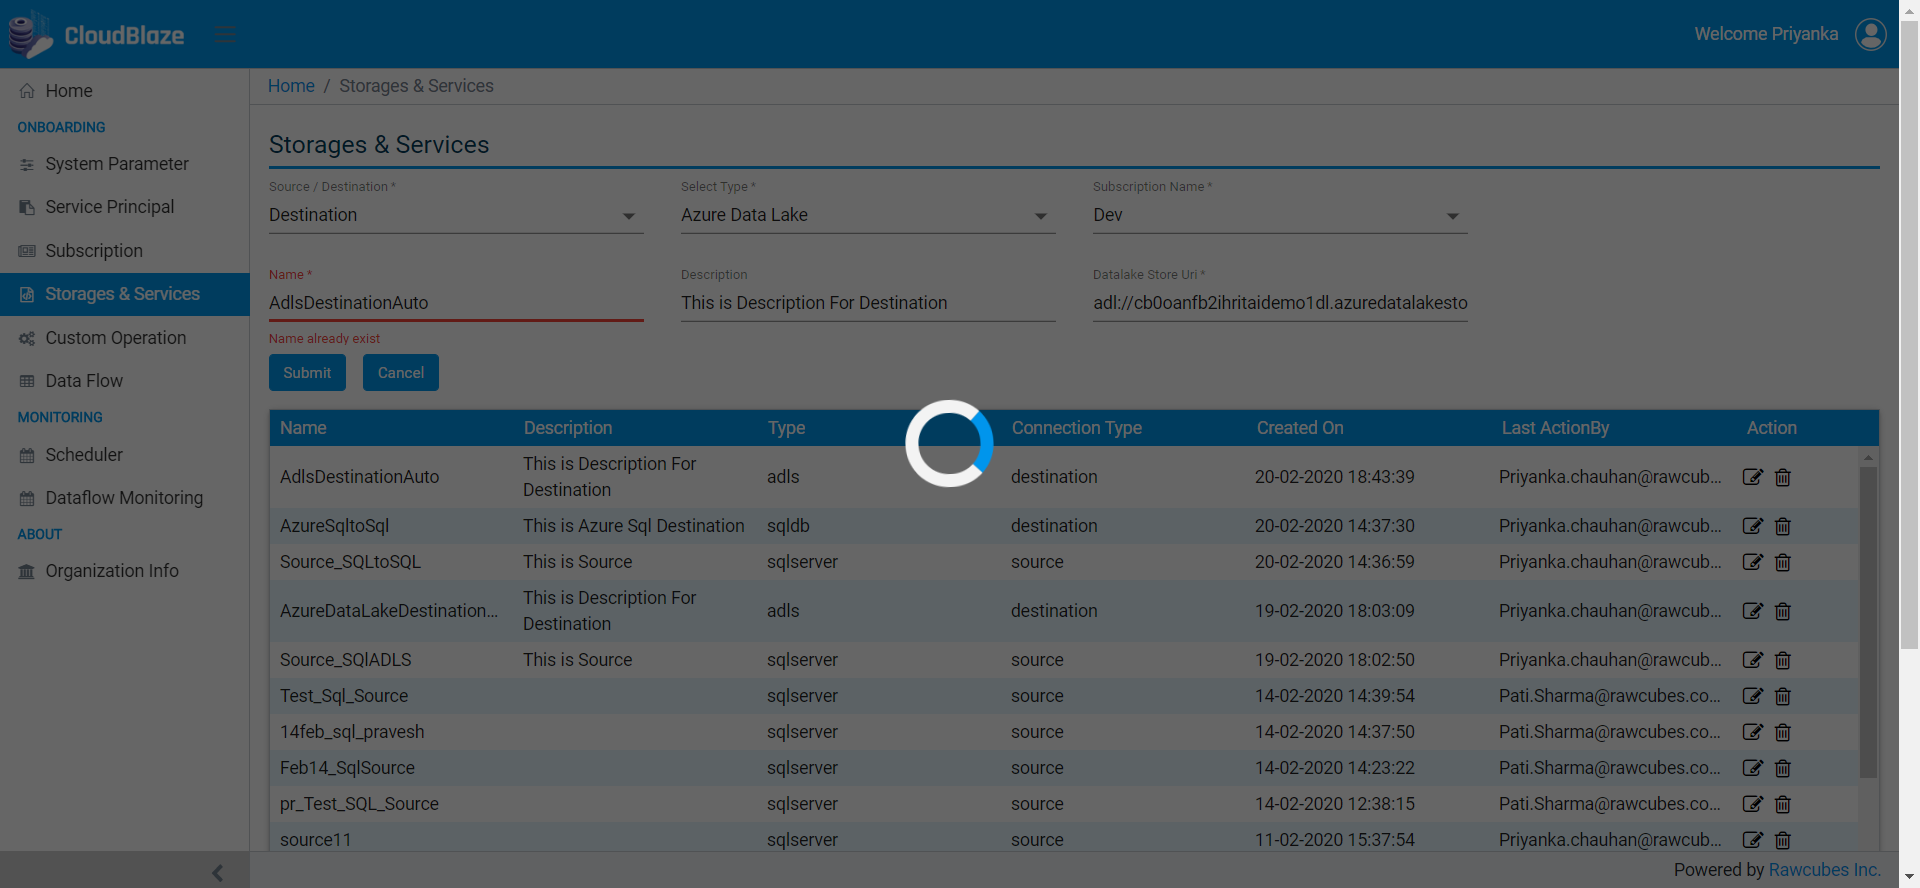 CloudBlaze
Welcome Priyanka
Home
ONBOARDING
System Parameter
Service Principal
Subscription
Storages & Services
Custom Operation
Data Flow
MONITORING
Scheduler
Dataflow Monitoring
ABOUT
Organization Info
Home / Storages & Services
Storages & Services
Source / Destination * Select Type * Subscription Name *
Destination Azure Data Lake Dev
Name * Description Datalake Store Uri *
AdlsDestinationAuto This is Description For Destination adl://cb0oanfb2ihritaidemo1dl.azuredatalakesto
Name already exist
Submit Cancel
Name Description Type Connection Type Created On Last ActionBy Action
AdlsDestinationAuto This is Description For Destination adls destination 20-02-2020 18:43:39 Priyanka.chauhan@rawcub...
AzureSqltoSql This is Azure Sql Destination sqldb destination 20-02-2020 14:37:30 Priyanka.chauhan@rawcub...
Source_SQLtoSQL This is Source sqlserver source 20-02-2020 14:36:59 Priyanka.chauhan@rawcub...
AzureDataLakeDestination... This is Description For Destination adls destination 19-02-2020 18:03:09 Priyanka.chauhan@rawcub...
Source_SQlADLS This is Source sqlserver source 19-02-2020 18:02:50 Priyanka.chauhan@rawcub...
Test_Sql_Source sqlserver source 14-02-2020 14:39:54 Pati.Sharma@rawcubes.co...
14feb_sql_pravesh sqlserver source 14-02-2020 14:37:50 Pati.Sharma@rawcubes.co...
Feb14_SqlSource sqlserver source 14-02-2020 14:23:22 Pati.Sharma@rawcubes.co...
pr_Test_SQL_Source sqlserver source 14-02-2020 12:38:15 Pati.Sharma@rawcubes.co...
source11 sqlserver source 11-02-2020 15:37:54 Priyanka.chauhan@rawcub...
Powered by Rawcubes Inc.